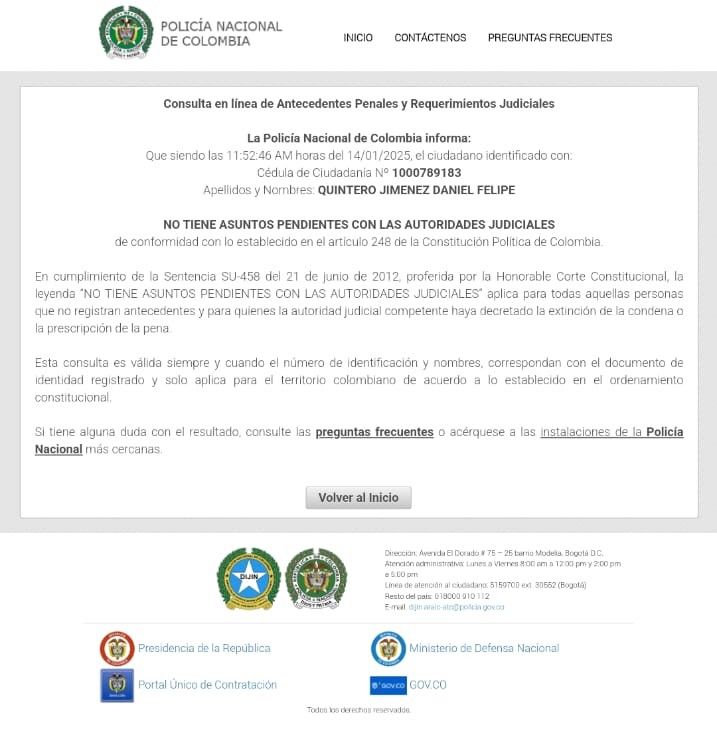 POLICÍA NACIONAL
DE COLOMBIA
INICIO CONTÁCTENOS PREGUNTAS FRECUENTES
Consulta en línea de Antecedentes Penales y Requerimientos Judiciales
La Policía Nacional de Colombia informa:
Que siendo las 11:52:46 AM horas del 14/01/2025, el ciudadano identificado con:
Cédula de Ciudadanía Nº 1000789183
Apellidos y Nombres: QUINTERO JIMENEZ DANIEL FELIPE
NO TIENE ASUNTOS PENDIENTES CON LAS AUTORIDADES JUDICIALES
de conformidad con lo establecido en el artículo 248 de la Constitución Política de Colombia.
En cumplimiento de la Sentencia SU-458 del 21 de junio de 2012, proferida por la Honorable Corte Constitucional, la
leyenda “NO TIENE ASUNTOS PENDIENTES CON LAS AUTORIDADES JUDICIALES” aplica para todas aquellas personas
que no registran antecedentes y para quienes la autoridad judicial competente haya decretado la extinción de la condena o
la prescripción de la pena.
Esta consulta es válida siempre y cuando el número de identificación y nombres, correspondan con el documento de
identidad registrado y solo aplica para el territorio colombiano de acuerdo a lo establecido en el ordenamiento
constitucional.
Si tiene alguna duda con el resultado, consulte las preguntas frecuentes o acérquese a las instalaciones de la Policía
Nacional más cercanas.
Volver al Inicio
DIJIN
Dirección: Avenida El Dorado # 75 – 25 barrio Modelia, Bogotá D.C.
Atención administrativa: Lunes a Viernes 8:00 am a 12:00 pm y 2:00 pm
a 5:00 pm
Línea de atención al ciudadano: 5159700 ext. 30552 (Bogotá)
Resto del país: 018000 910 112
E-mail: dijin.araic-atc@policia.gov.co
Presidencia de la República
Ministerio de Defensa Nacional
Portal Único de Contratación
GOV.CO GOV.CO
Todos los derechos reservados.